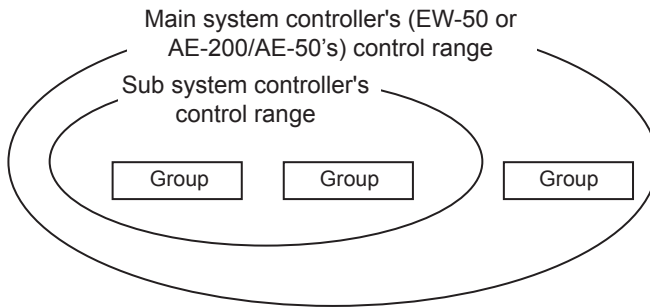 Main system controller's (EW-50 or
AE-200/AE-50’s) control range
Sub system controller's
control range
Group
Group
Group